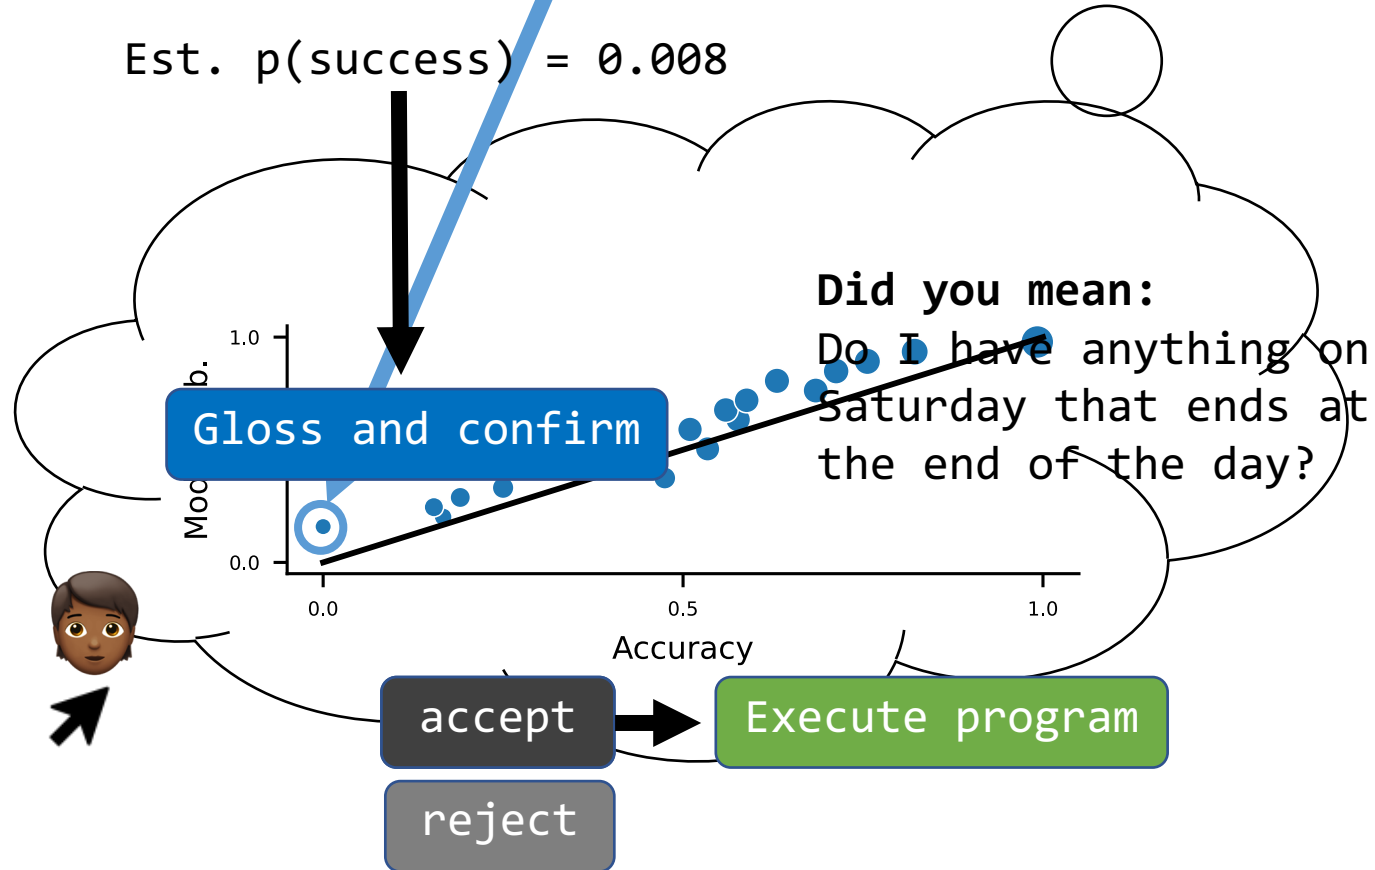 Est. p(success) = 0.008
Did you mean:
Do I have anything on
Saturday that ends at
the end of the day?
1.0
Gloss and confirm
0.0
0.0
0.5
1.0
Accuracy
accept
Execute program
reject